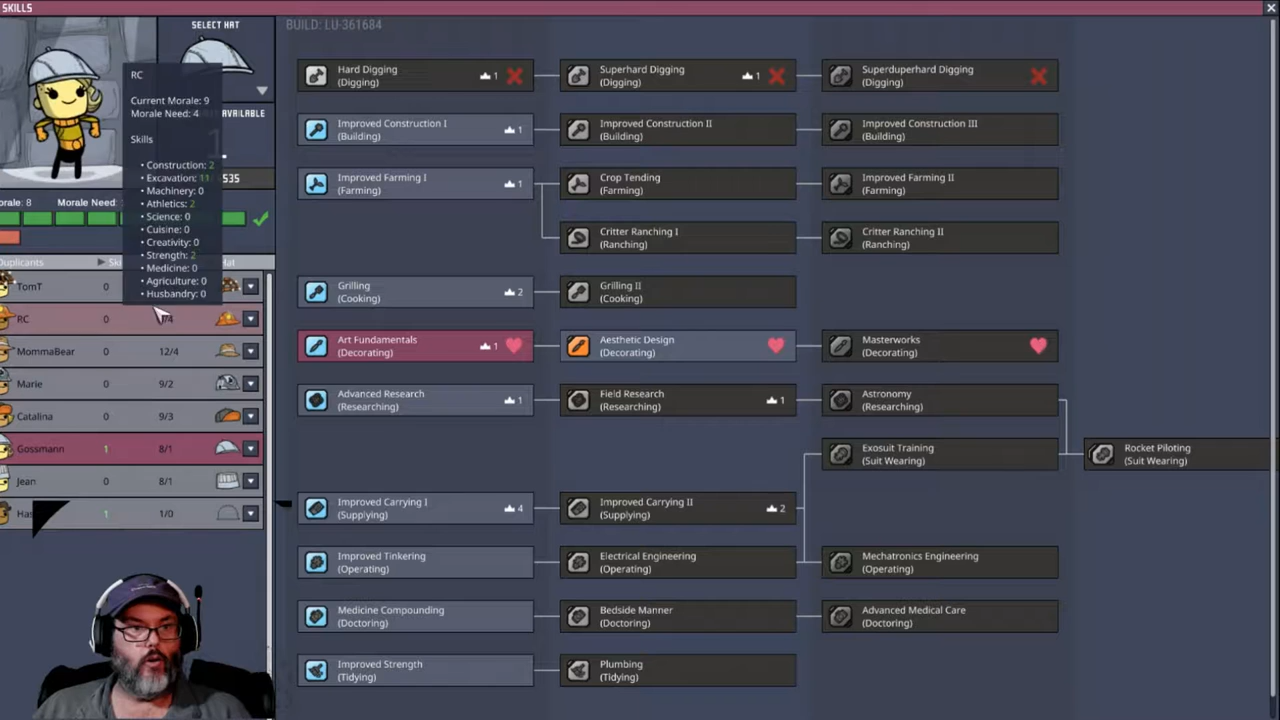 SKILLS
BUILD: LU-361684
SELECT HAT
RC
Current Morale: 9
Morale Need: 4
Skills
• Construction: 2
• Excavation: 11
• Machinery: 0
• Athletics: 2
• Science: 0
• Cuisine: 0
• Creativity: 0
• Strength: 2
• Medicine: 0
• Agriculture: 0
• Husbandry: 0
AVAILABLE
535
orale: 8 Morale Need:
Duplicants Hat
TomT 0
RC 0
MommaBear 0 12/4
Marie 0 9/2
Catalina 0 9/3
Gossmann 1 8/1
Jean 0 8/1
Has 1 1/0
Hard Digging 1
(Digging)
Superhard Digging 1
(Digging)
Superduperhard Digging
(Digging)
Improved Construction I 1
(Building)
Improved Construction II
(Building)
Improved Construction III
(Building)
Improved Farming I 1
(Farming)
Crop Tending
(Farming)
Improved Farming II
(Farming)
Critter Ranching I
(Ranching)
Critter Ranching II
(Ranching)
Grilling 2
(Cooking)
Grilling II
(Cooking)
Art Fundamentals 1
(Decorating)
Aesthetic Design
(Decorating)
Masterworks
(Decorating)
Advanced Research 1
(Researching)
Field Research 1
(Researching)
Astronomy
(Researching)
Exosuit Training
(Suit Wearing)
Rocket Piloting
(Suit Wearing)
Improved Carrying I 4
(Supplying)
Improved Carrying II 2
(Supplying)
Improved Tinkering
(Operating)
Electrical Engineering
(Operating)
Mechatronics Engineering
(Operating)
Medicine Compounding
(Doctoring)
Bedside Manner
(Doctoring)
Advanced Medical Care
(Doctoring)
Improved Strength
(Tidying)
Plumbing
(Tidying)